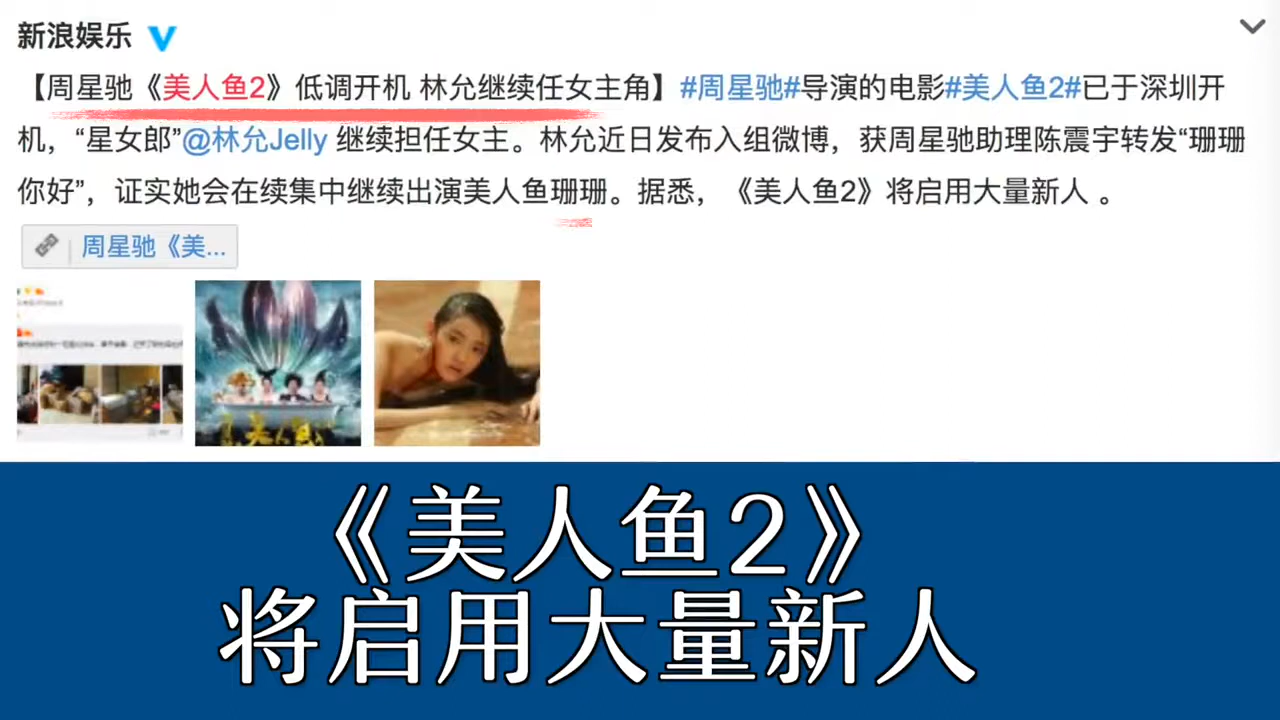 新浪娱乐
【周星驰《美人鱼2》低调开机 林允继续任女主角】#周星驰#导演的电影#美人鱼2#已于深圳开
机，“星女郎”@林允Jelly 继续担任女主。林允近日发布入组微博，获周星驰助理陈震宇转发“珊珊
你好”，证实她会在续集中继续出演美人鱼珊珊。据悉，《美人鱼2》将启用大量新人 。
周星驰《美...
美人鱼
《美人鱼2》
将启用大量新人